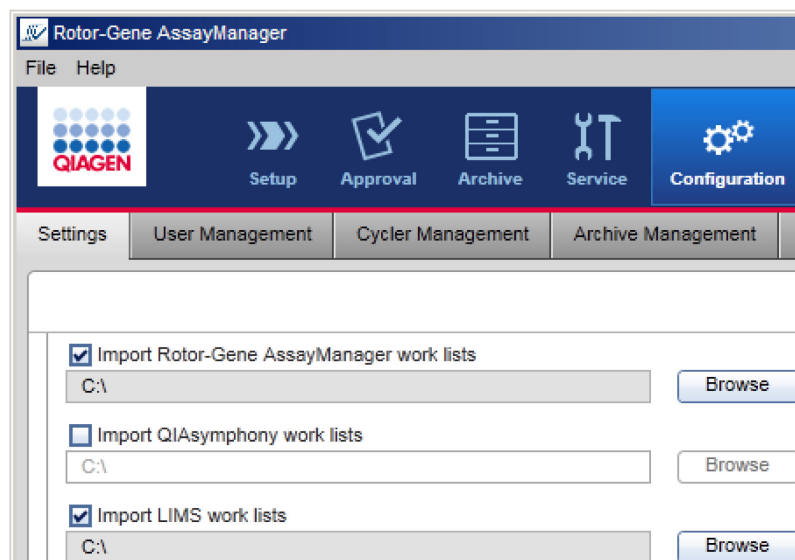 Rotor-Gene AssayManager
File Help
QIAGEN
Setup Approval Archive Service Configuration
Settings User Management Cycler Management Archive Management
Import Rotor-Gene AssayManager work lists
C:\ Browse
Import QIAsymphony work lists
C:\ Browse
Import LIMS work lists
C:\ Browse